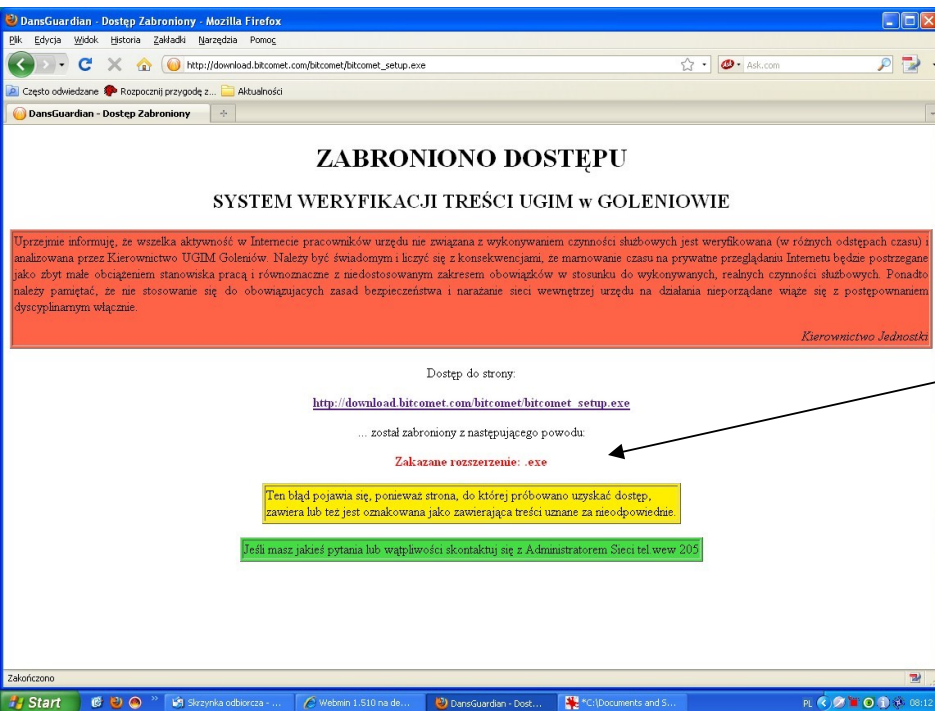 DansGuardian - Dostęp Zabroniony - Mozilla Firefox
Plik Edycja Widok Historia Zakładki Narzędzia Pomoc
http://download.bitcomet.com/bitcomet/bitcomet_setup.exe
Ask.com
Często odwiedzane Rozpocznij przygodę z... Aktualności
DansGuardian - Dostęp Zabroniony
ZABRONIONO DOSTĘPU
SYSTEM WERYFIKACJI TREŚCI UGIM w GOLENIOWIE
Uprzejmie informuję, że wszelka aktywność w Internecie pracowników urzędu nie związana z wykonywaniem czynności służbowych jest weryfikowana (w różnych odstępach czasu) i
analizowana przez Kierownictwo UGIM Goleniów. Należy być świadomym i liczyć się z konsekwencjami, że marnowanie czasu na prywatne przeglądaniu Internetu będzie postrzegane
jako zbyt małe obciążeniem stanowiska pracą i równoznaczne z niedostosowanym zakresem obowiązków w stosunku do wykonywanych, realnych czynności służbowych. Ponadto
należy pamiętać, że nie stosowanie się do obowiązujacych zasad bezpieczeństwa i narażanie sieci wewnętrzej urzędu na działania nieporządane wiąże się z postępownaniem
dyscyplinarnym włącznie.
Kierownictwo Jednostki
Dostęp do strony:
http://download.bitcomet.com/bitcomet/bitcomet_setup.exe
... został zabroniony z następującego powodu:
Zakazane rozszerzenie: .exe
Ten błąd pojawia się, ponieważ strona, do której próbowano uzyskać dostęp,
zawiera lub też jest oznakowana jako zawierająca treści uznane za nieodpowiednie.
Jeśli masz jakieś pytania lub wątpliwości skontaktuj się z Administratorem Sieci tel.wew 205
Zakończono
Start Skrzynka odbiorcza - ... Webmin 1.510 na de... DansGuardian - Dost... *C:\Documents and S... PL 08:12